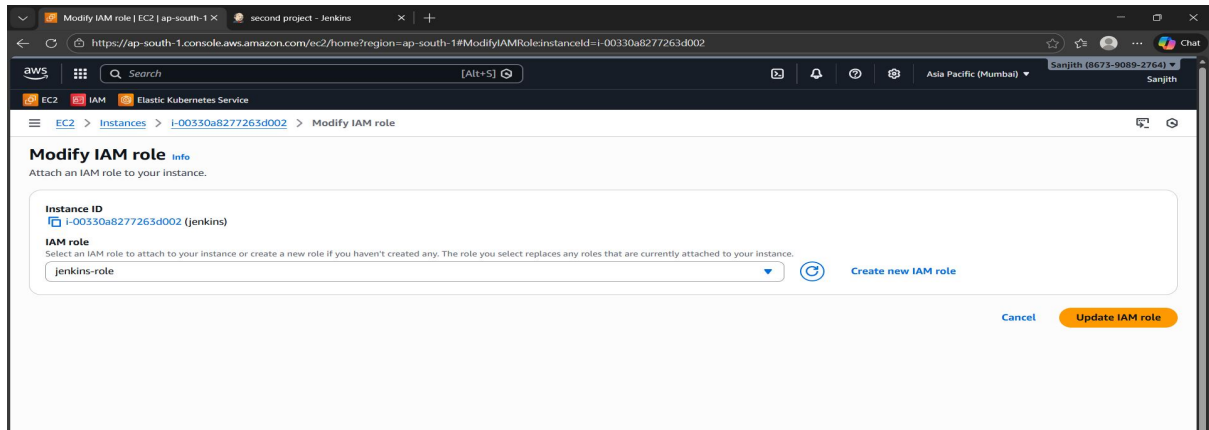 Modify IAM role | EC2 | ap-south-1
second project - Jenkins
https://ap-south-1.console.aws.amazon.com/ec2/home?region=ap-south-1#ModifyIAMRole:instanceId=i-00330a8277263d002
Chat
aws
Search
[Alt+S]
Asia Pacific (Mumbai)
Sanjith (8673-9089-2764)
Sanjith
EC2
IAM
Elastic Kubernetes Service
EC2 > Instances > i-00330a8277263d002 > Modify IAM role
Modify IAM role Info
Attach an IAM role to your instance.
Instance ID
i-00330a8277263d002 (jenkins)
IAM role
Select an IAM role to attach to your instance or create a new role if you haven't created any. The role you select replaces any roles that are currently attached to your instance.
jenkins-role
Create new IAM role
Cancel
Update IAM role